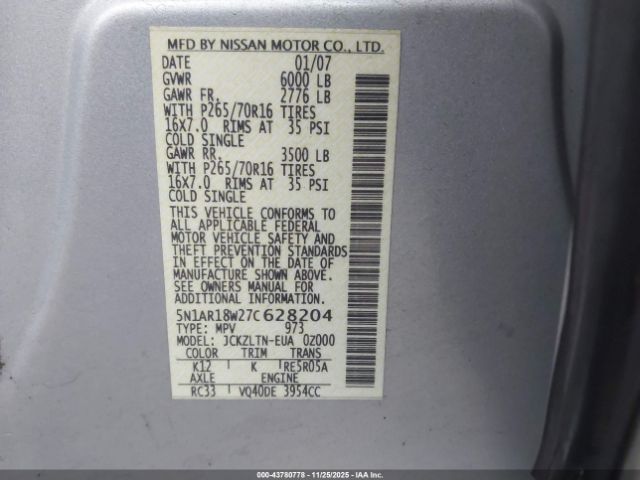 MFD BY NISSAN MOTOR CO., LTD.
DATE 01/07
GVWR 6000 LB
GAWR FR. 2776 LB
WITH P265/70R16 TIRES
16X7.0 RIMS AT 35 PSI
COLD SINGLE
GAWR RR. 3500 LB
WITH P265/70R16 TIRES
16X7.0 RIMS AT 35 PSI
COLD SINGLE
THIS VEHICLE CONFORMS TO
ALL APPLICABLE FEDERAL
MOTOR VEHICLE SAFETY AND
THEFT PREVENTION STANDARDS
IN EFFECT ON THE DATE OF
MANUFACTURE SHOWN ABOVE.
SEE OWNERS MANUAL FOR
ADDITIONAL INFORMATION.
5N1AR18W27C628204
TYPE: MPV 973
MODEL: JCKZLTN-EUA 0Z000
COLOR TRIM TRANS
K12 K RE5R05A
AXLE ENGINE
RC33 VQ40DE 3954CC
000-43780778 - 11/25/2025 - IAA Inc.